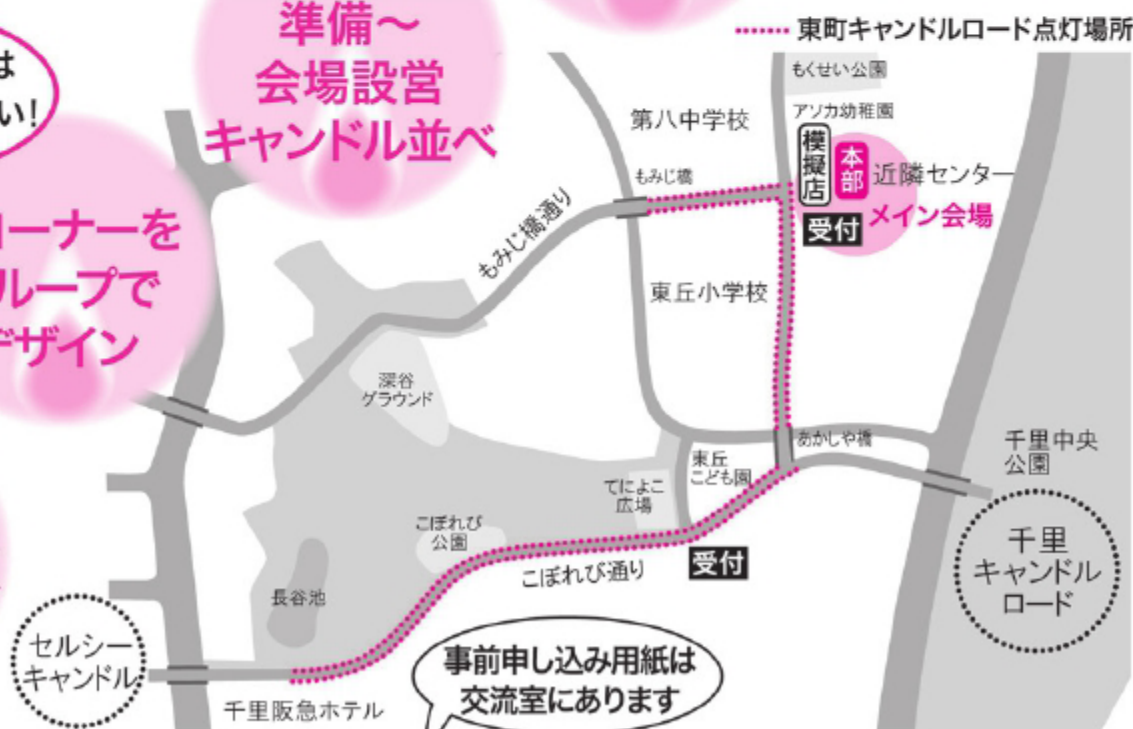 東町キャンドルロード点灯場所
は
い!
準備～
会場設営
キャンドル並べ
もくせい公園
アソカ幼稚園
第八中学校
模擬店
本部
近隣センター
メイン会場
受付
もみじ橋
もみじ橋通り
コーナーを
ループで
デザイン
東丘小学校
深谷
グラウンド
あかしや橋
千里中央
公園
東丘
こども園
てによこ
広場
こぼれび
公園
千里
キャンドル
ロード
受付
こぼれび通り
長谷池
セルシー
キャンドル
事前申し込み用紙は
交流室にあります
千里阪急ホテル